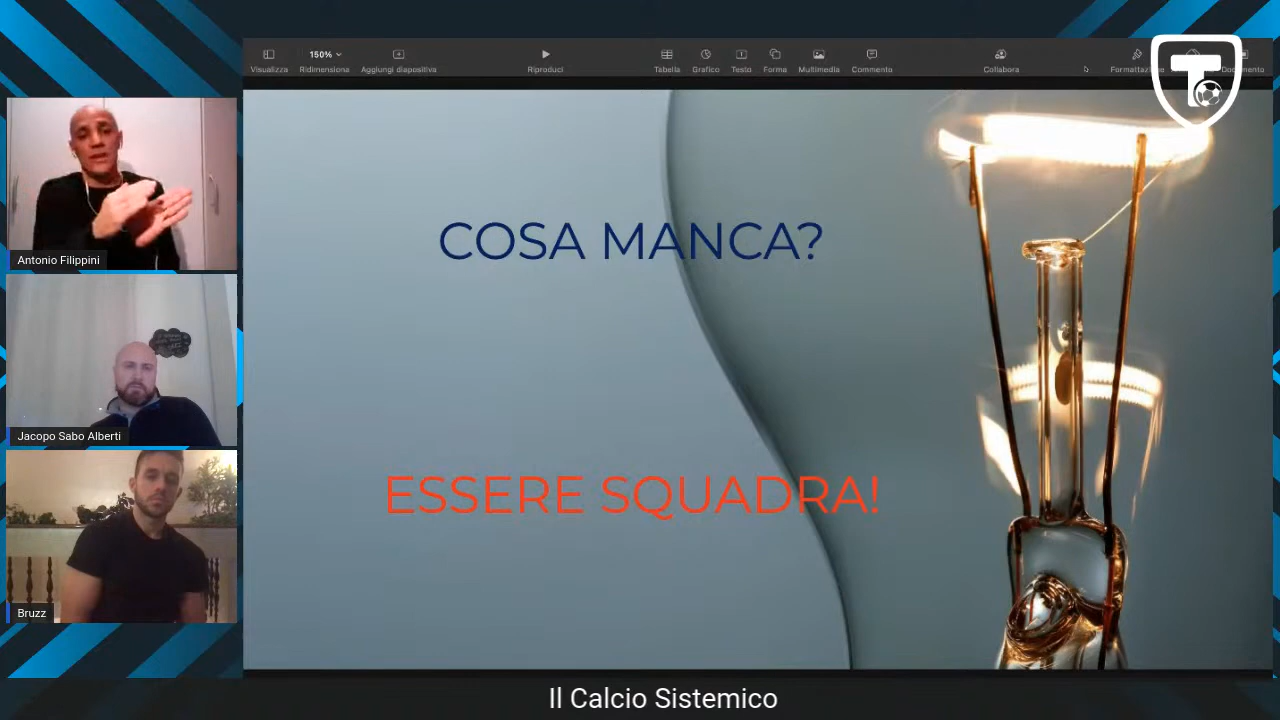 150%
Visualizza
Ridimensiona
Aggiungi diapositiva
Riproduci
Tabella
Grafico
Testo
Forma
Multimedia
Commento
Collabora
T
Antonio Filippini
Jacopo Sabo Alberti
Bruzz
COSA MANCA?
ESSERE SQUADRA!
Il Calcio Sistemico